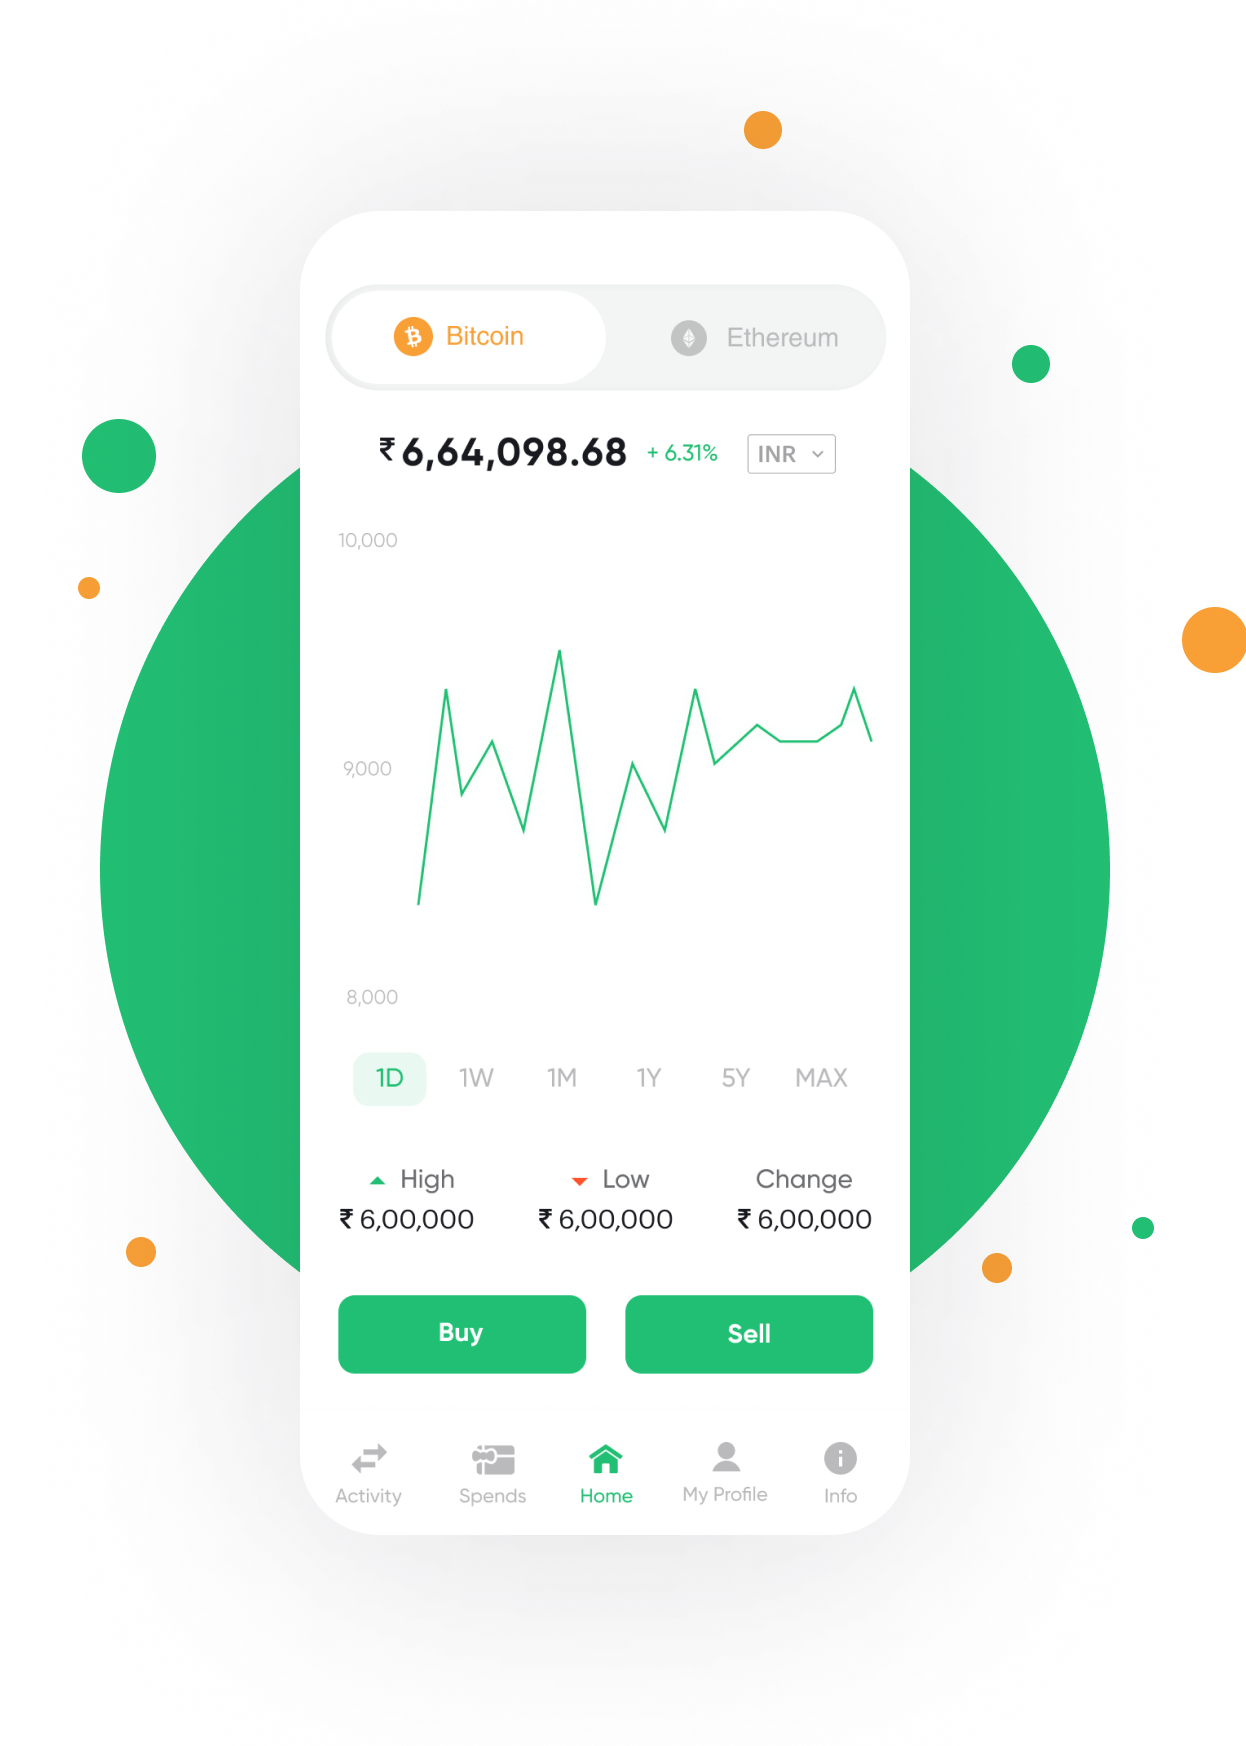 Bitcoin Ethereum
₹ 6,64,098.68 + 6.31% INR
10,000
9,000
8,000
1D 1W 1M 1Y 5Y MAX
High Low Change
₹ 6,00,000 ₹ 6,00,000 ₹ 6,00,000
Buy Sell
Activity Spends Home My Profile Info